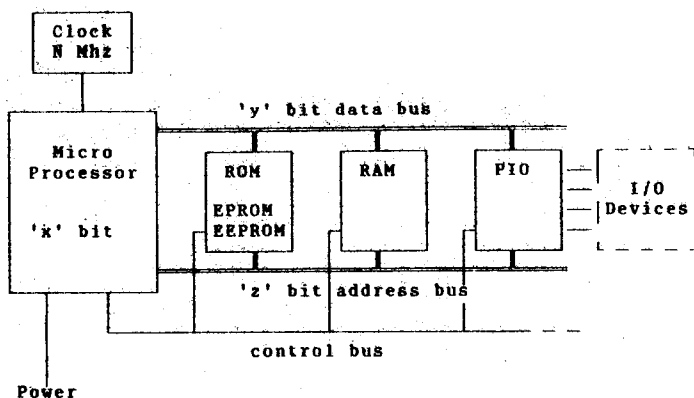 Clock
N Mhz
'y' bit data bus
Micro
Processor
'x' bit
ROM
EPROM
EEPROM
RAM
PIO
I/O
Devices
'z' bit address bus
control bus
Power